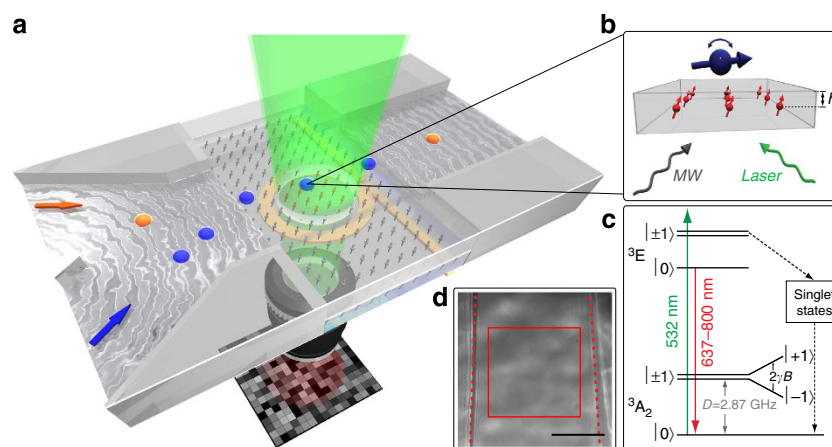 a
b
h
MW
Laser
c
|±1⟩
³E
|0⟩
Singlet
states
532 nm
637–800 nm
|+1⟩
|±1⟩
2γB
|−1⟩
³A₂
D=2.87 GHz
|0⟩
d